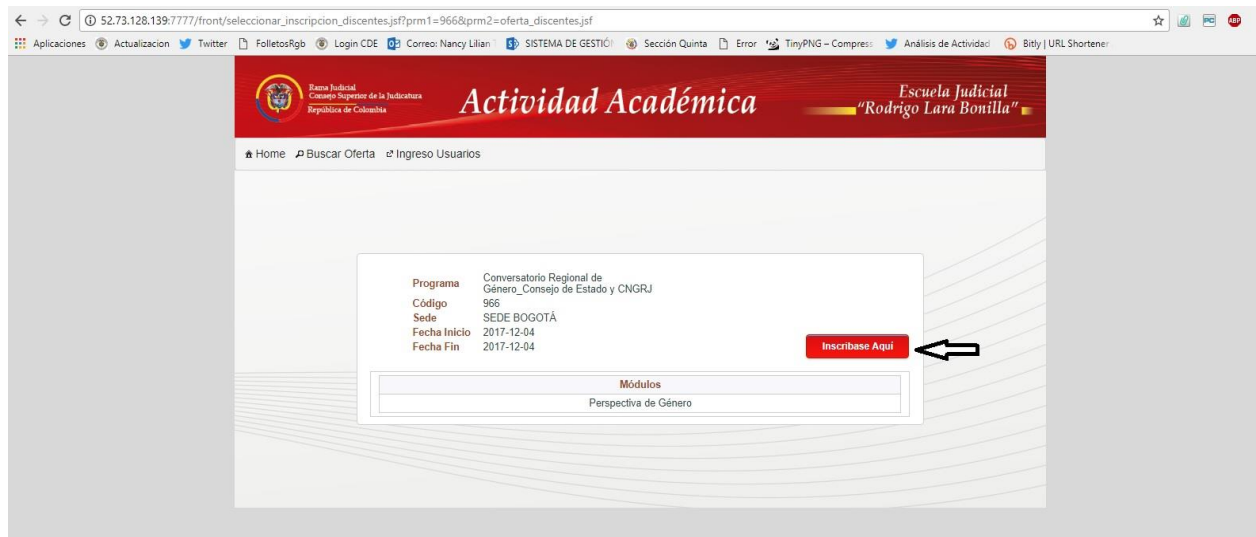 52.73.128.139:7777/front/seleccionar_inscripcion_discentes.jsf?prm1=966&prm2=oferta_discentes.jsf
Aplicaciones Actualizacion Twitter FolletosRgb Login CDE Correo: Nancy Lilian SISTEMA DE GESTIÓN Sección Quinta Error TinyPNG – Compress Análisis de Actividad Bitly | URL Shortener
Rama Judicial
Consejo Superior de la Judicatura
República de Colombia
Actividad Académica
Escuela Judicial
"Rodrigo Lara Bonilla"
Home Buscar Oferta Ingreso Usuarios
Programa Conversatorio Regional de
Género_Consejo de Estado y CNGRJ
Código 966
Sede SEDE BOGOTÁ
Fecha Inicio 2017-12-04
Fecha Fin 2017-12-04
Inscribase Aquí
Módulos
Perspectiva de Género